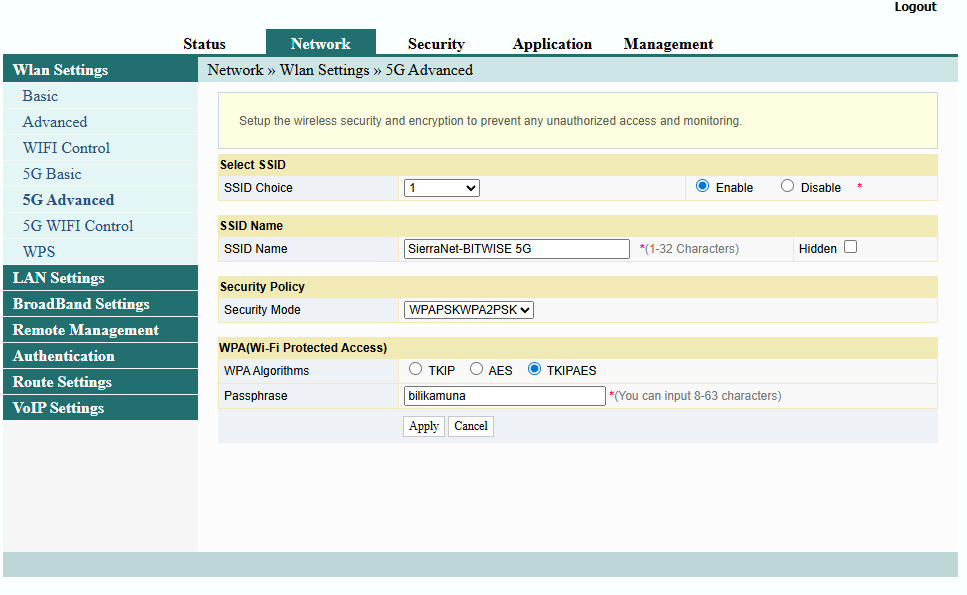 Logout
Status Network Security Application Management
Wlan Settings
Network » Wlan Settings » 5G Advanced
Basic
Advanced
WIFI Control
5G Basic
5G Advanced
5G WIFI Control
WPS
LAN Settings
BroadBand Settings
Remote Management
Authentication
Route Settings
VoIP Settings
Setup the wireless security and encryption to prevent any unauthorized access and monitoring.
Select SSID
SSID Choice 1 Enable Disable *
SSID Name
SSID Name SierraNet-BITWISE 5G *(1-32 Characters) Hidden
Security Policy
Security Mode WPAPSKWPA2PSK
WPA(Wi-Fi Protected Access)
WPA Algorithms TKIP AES TKIPAES
Passphrase bilikamuna *(You can input 8-63 characters)
Apply Cancel